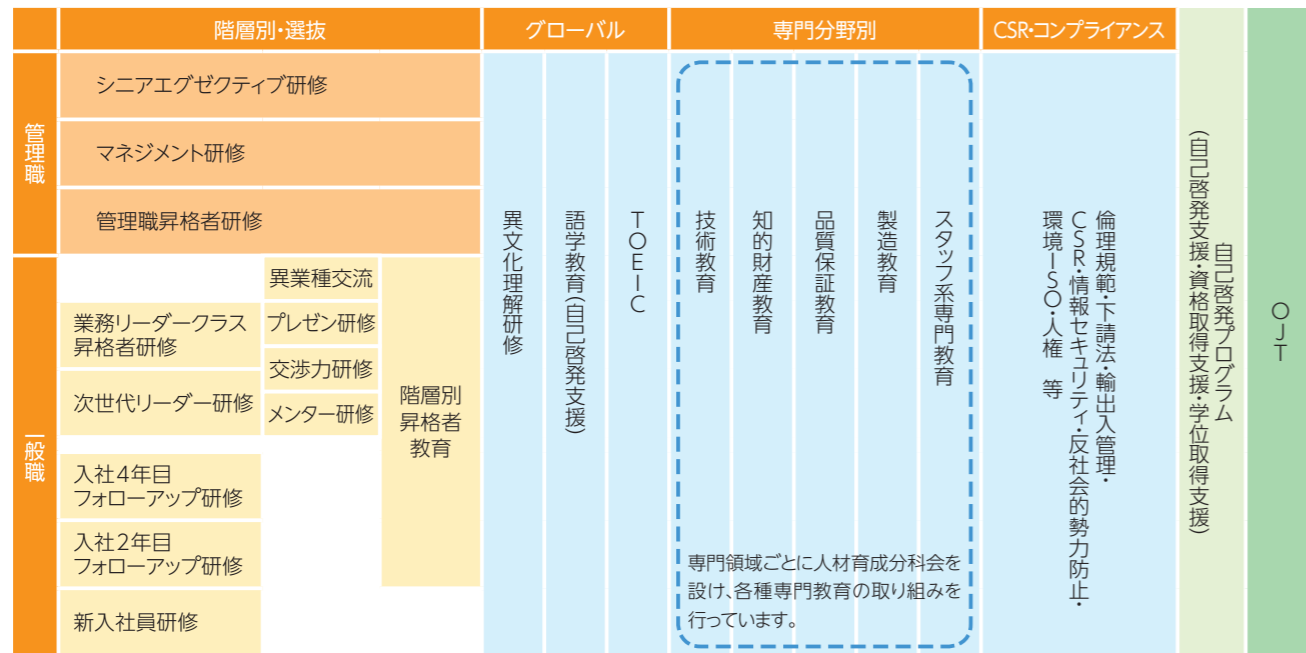 階層別・選抜
グローバル
専門分野別
CSR・コンプライアンス
管理職
シニアエグゼクティブ研修
マネジメント研修
管理職昇格者研修
一般職
業務リーダークラス
昇格者研修
次世代リーダー研修
入社4年目
フォローアップ研修
入社2年目
フォローアップ研修
新入社員研修
異業種交流
プレゼン研修
交渉力研修
メンター研修
階層別
昇格者
教育
異文化理解研修
語学教育(自己啓発支援)
TOEIC
技術教育
知的財産教育
品質保証教育
製造教育
スタッフ系専門教育
専門領域ごとに人材育成分科会を
設け、各種専門教育の取り組みを
行っています。
倫理規範・下請法・輸出入管理・
CSR・情報セキュリティ・反社会的勢力防止・
環境ISO・人権 等
自己啓発プログラム
(自己啓発支援・資格取得支援・学位取得支援)
OJT